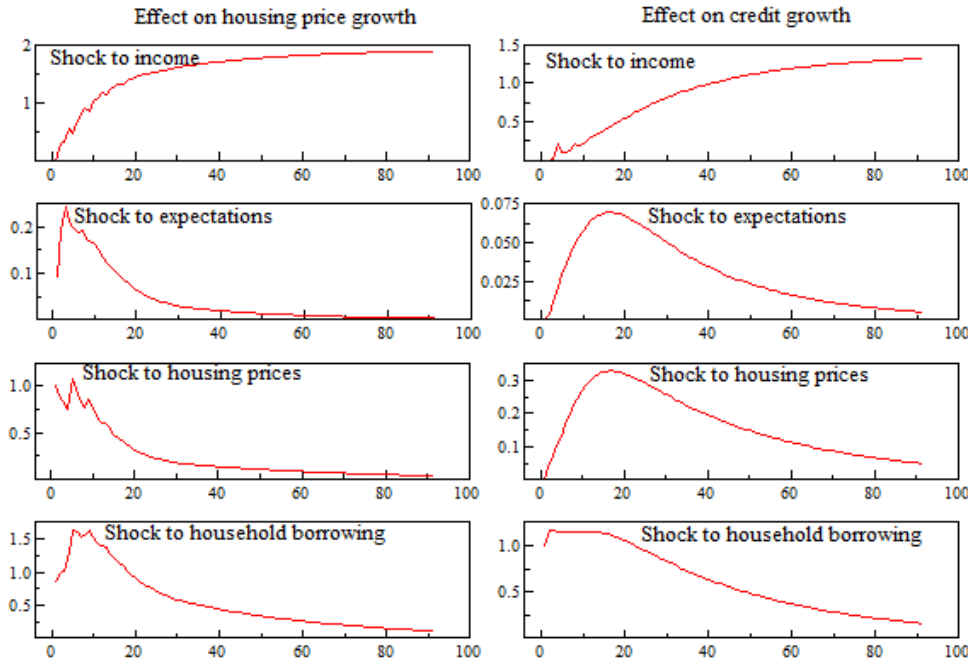 Effect on housing price growth
Effect on credit growth
Shock to income
2
1
0 20 40 60 80 100
Shock to income
1.5
1.0
0.5
0 20 40 60 80 100
Shock to expectations
0.2
0.1
0 20 40 60 80 100
Shock to expectations
0.075
0.050
0.025
0 20 40 60 80 100
Shock to housing prices
1.0
0.5
0 20 40 60 80 100
Shock to housing prices
0.3
0.2
0.1
0 20 40 60 80 100
Shock to household borrowing
1.5
1.0
0.5
0 20 40 60 80 100
Shock to household borrowing
1.0
0.5
0 20 40 60 80 100